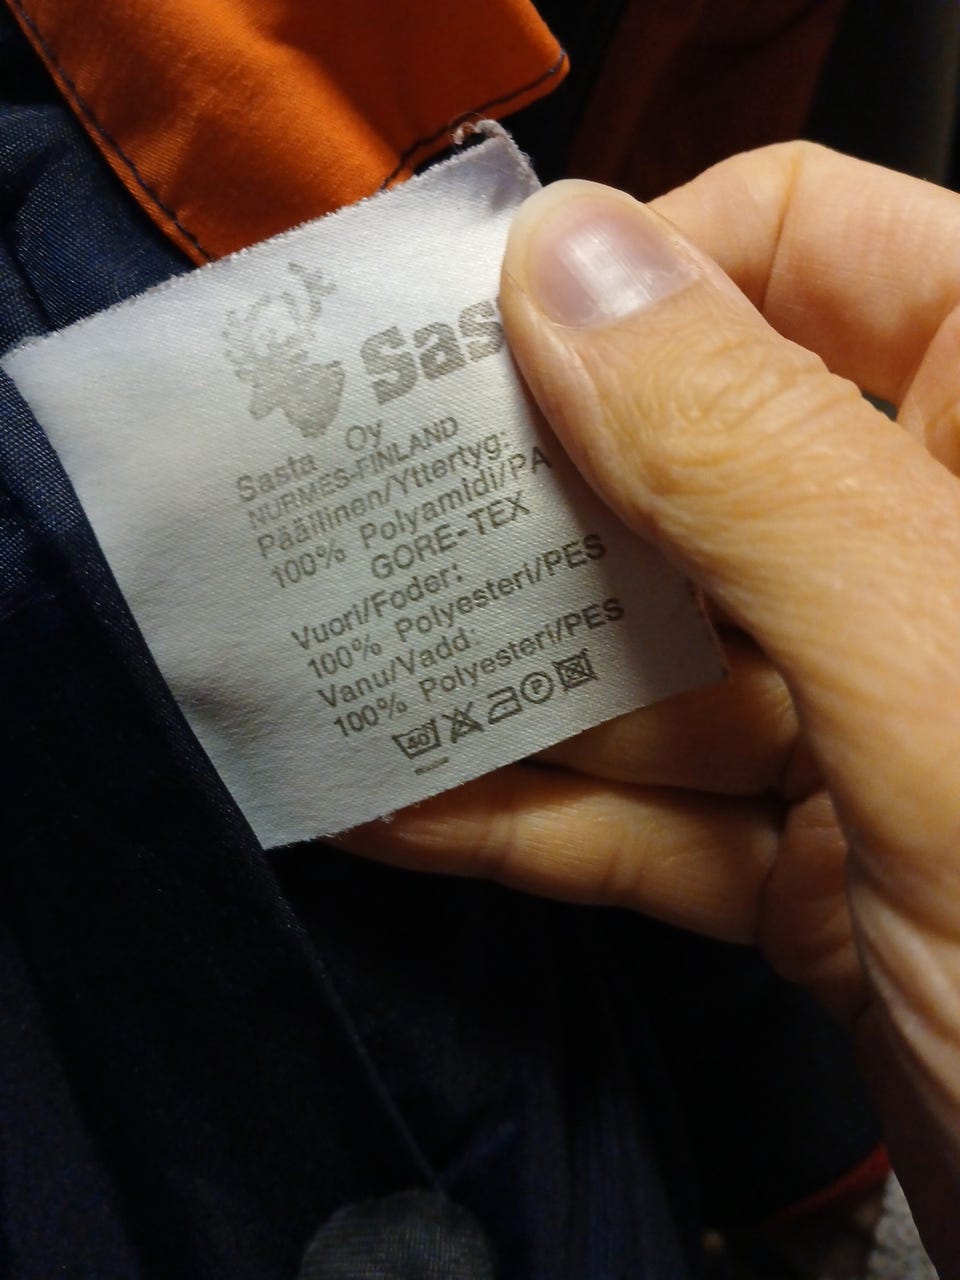 Sas
Sasta Oy
NURMES-FINLAND
Päällinen/Yttertyg:
100% Polyamidi/PA
GORE-TEX
Vuori/Foder:
100% Polyesteri/PES
Vanu/Vadd:
100% Polyesteri/PES
40 P